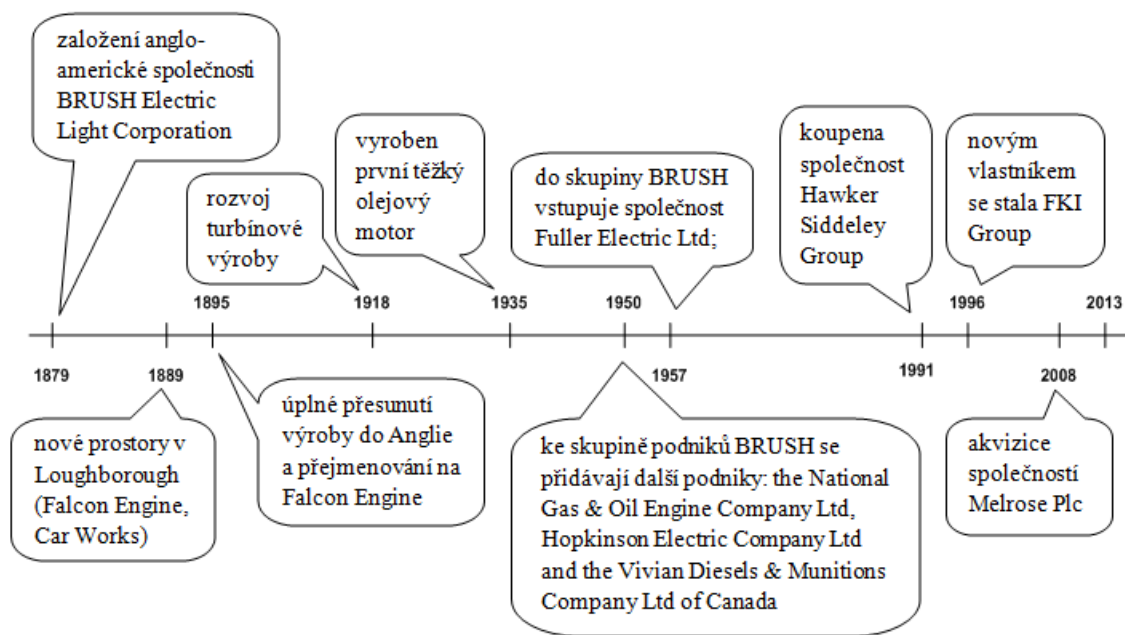 založení anglo-
americké společnosti
BRUSH Electric
Light Corporation
rozvoj
turbínové
výroby
vyroben
první těžký
olejový
motor
do skupiny BRUSH
vstupuje společnost
Fuller Electric Ltd;
koupena
společnost
Hawker
Siddeley
Group
novým
vlastníkem
se stala FKI
Group
1895
1918
1935
1950
1996
2013
1879
1889
1957
1991
2008
nové prostory v
Loughborough
(Falcon Engine,
Car Works)
úplné přesunutí
výroby do Anglie
a přejmenování na
Falcon Engine
ke skupině podniků BRUSH se
přidávají další podniky: the National
Gas & Oil Engine Company Ltd,
Hopkinson Electric Company Ltd
and the Vivian Diesels & Munitions
Company Ltd of Canada
akvizice
společností
Melrose Plc